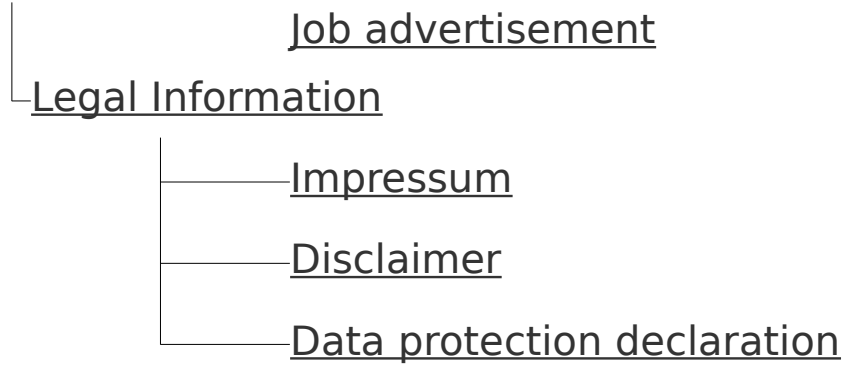 Job advertisement
Legal Information
Impressum
Disclaimer
Data protection declaration